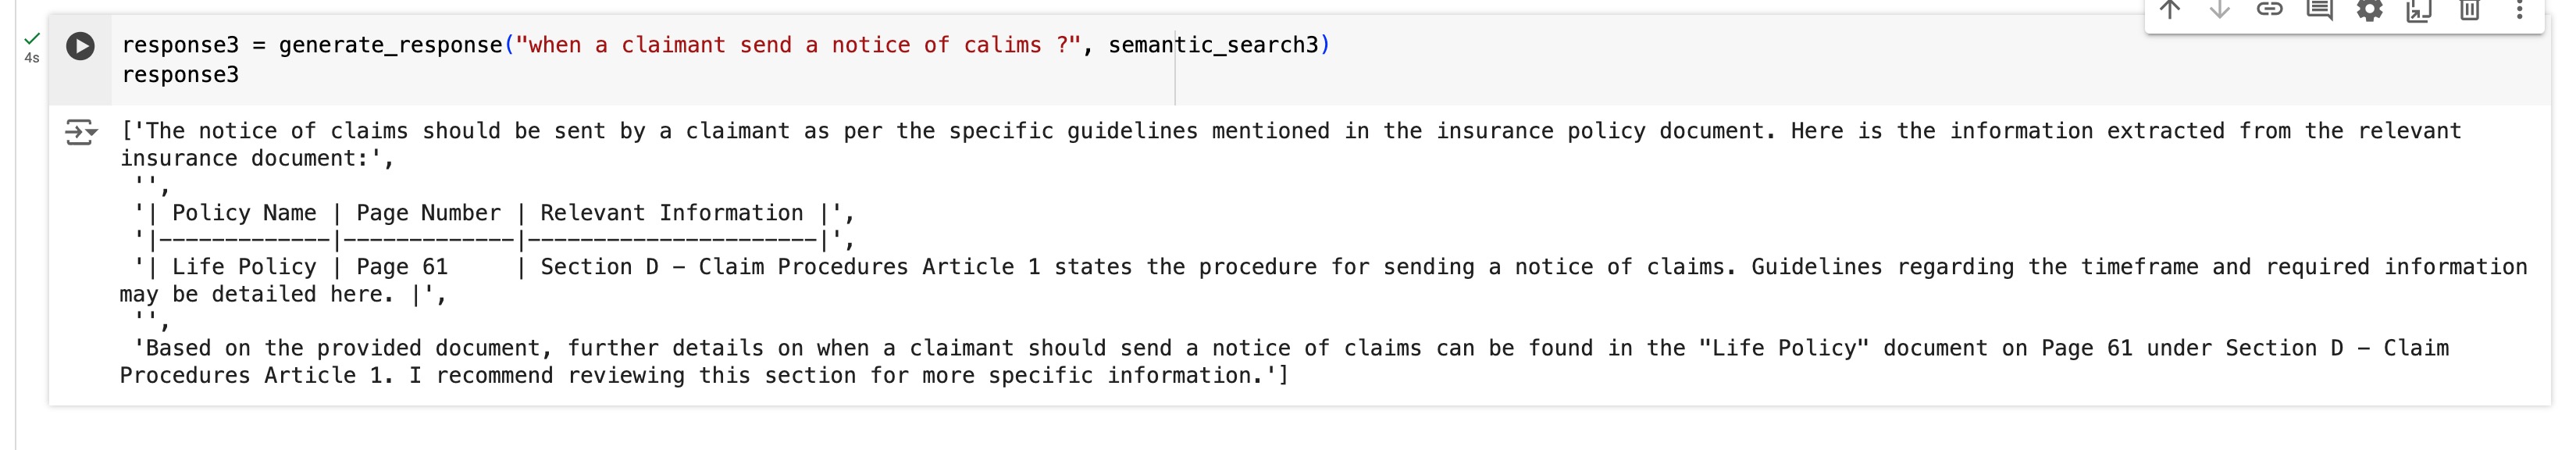 response3 = generate_response("when a claimant send a notice of calims ?", semantic_search3)
4s
response3
['The notice of claims should be sent by a claimant as per the specific guidelines mentioned in the insurance policy document. Here is the information extracted from the relevant
insurance document:',
'',
'| Policy Name | Page Number | Relevant Information |',
'|-------------|-------------|----------------------|',
'| Life Policy | Page 61     | Section D - Claim Procedures Article 1 states the procedure for sending a notice of claims. Guidelines regarding the timeframe and required information
may be detailed here. |',
'',
'Based on the provided document, further details on when a claimant should send a notice of claims can be found in the "Life Policy" document on Page 61 under Section D - Claim
Procedures Article 1. I recommend reviewing this section for more specific information.']